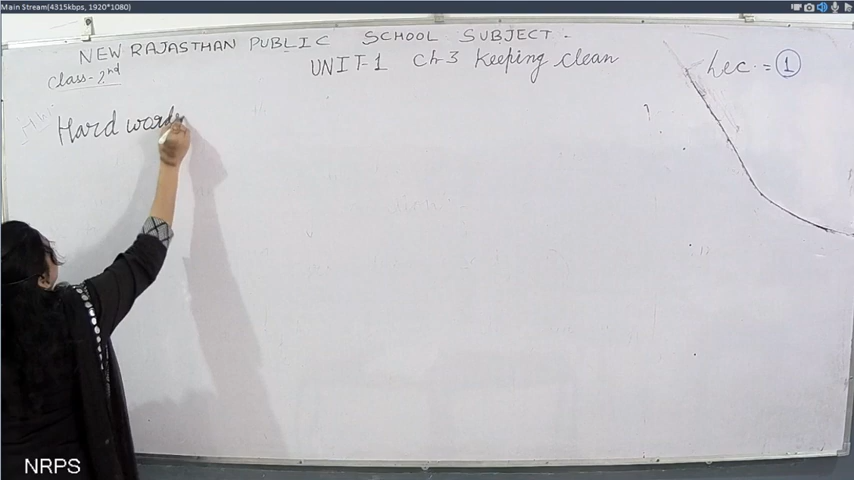 Main Stream(4315kbps, 1920*1080)
NEW RAJASTHAN PUBLIC SCHOOL SUBJECT -
Class-2nd UNIT-1 Ch-3 Keeping clean Lec. = 1
Hard words
NRPS